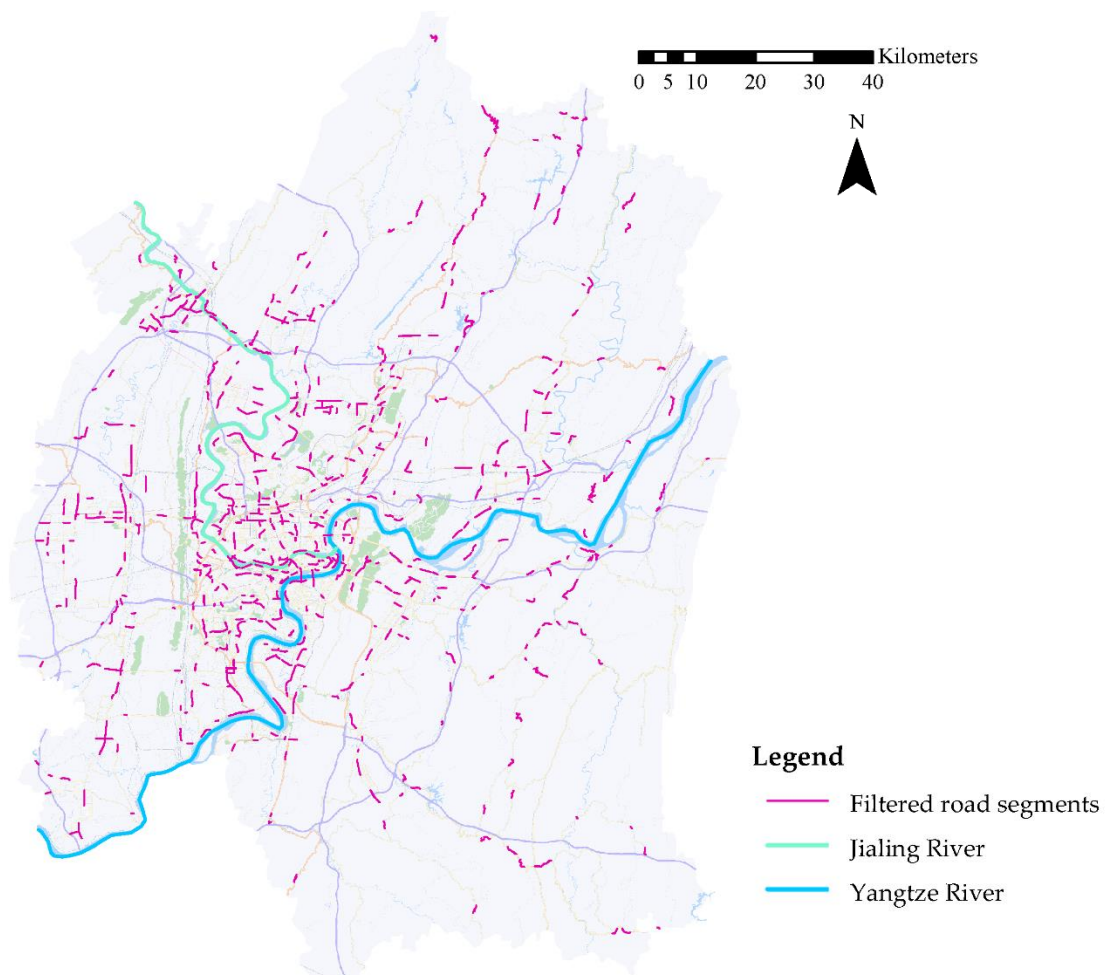 Kilometers
0 5 10 20 30 40
N
Legend
Filtered road segments
Jialing River
Yangtze River